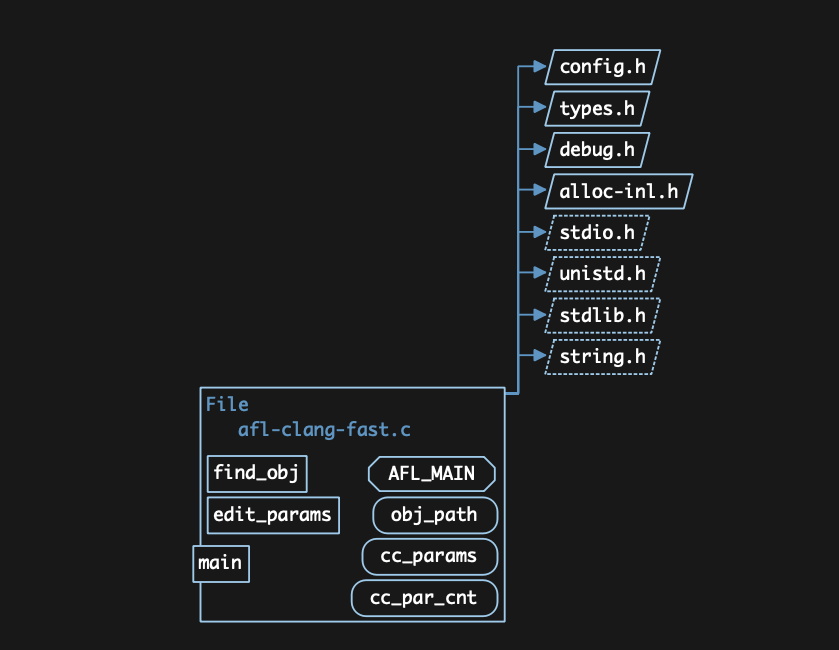 config.h
types.h
debug.h
alloc-inl.h
stdio.h
unistd.h
stdlib.h
string.h
File
afl-clang-fast.c
find_obj
AFL_MAIN
edit_params
obj_path
main
cc_params
cc_par_cnt